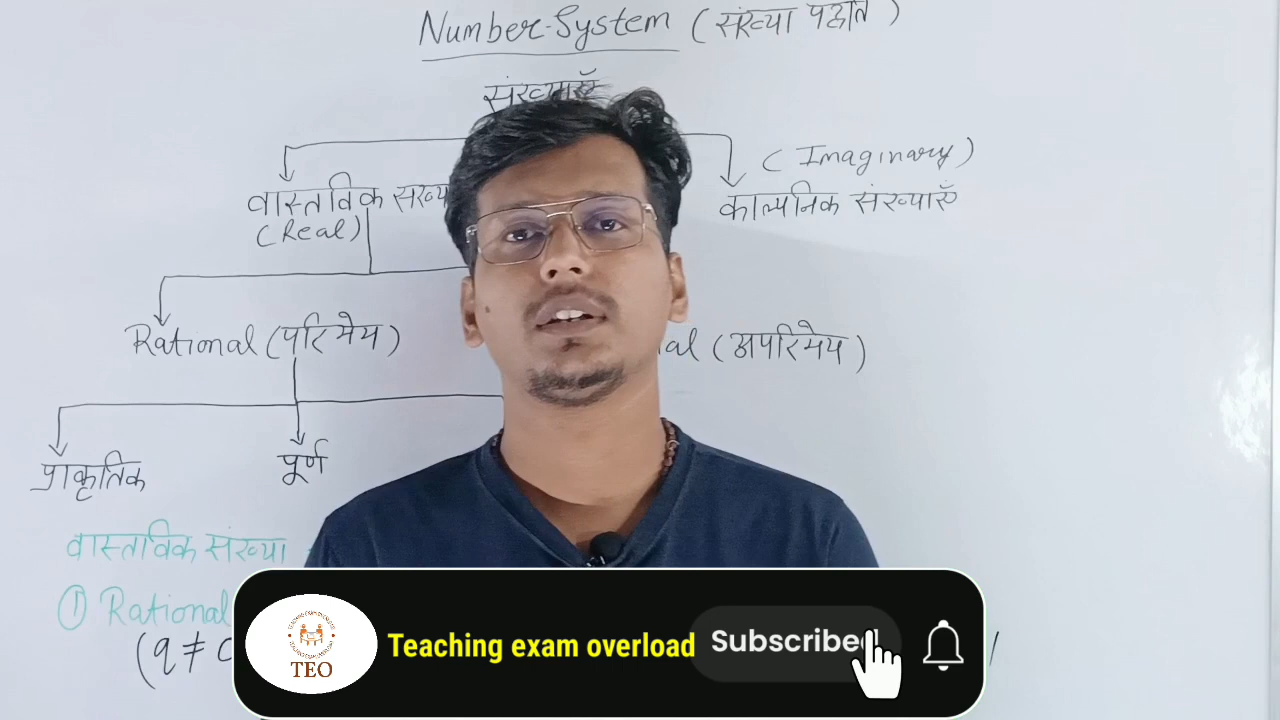 Number-System (संख्या पद्धति)
संख्याएँ
(Imaginary)
वास्तविक संख्या
काल्पनिक संख्याएँ
(Real)
Rational (परिमेय)
al (अपरिमेय)
प्राकृतिक
पूर्ण
वास्तविक संख्या
① Rational
(q ≠
Teaching exam overload
Subscribed
TEO